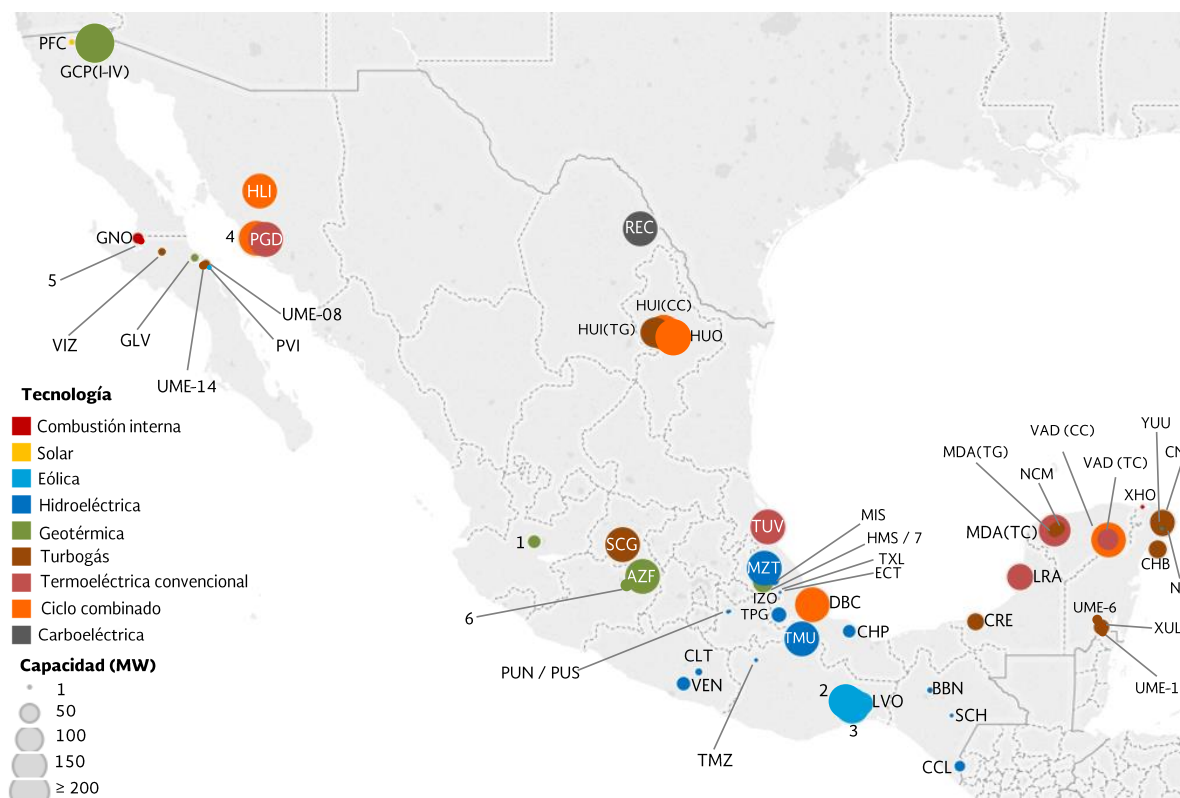 PFC
GCP(I-IV)
HLI
4
PGD
REC
GNO
5
VIZ
GLV
UME-14
UME-08
PVI
HUI(CC)
HUI(TG)
HUO
Tecnología
Combustión interna
Solar
Eólica
Hidroeléctrica
Geotérmica
Turbogás
Termoeléctrica convencional
Ciclo combinado
Carboeléctrica
Capacidad (MW)
1
50
100
150
≥ 200
1
SCG
AZF
6
TUV
MZT
MIS
HMS / 7
TXL
ECT
IZO
TPG
DBC
TMU
CHP
PUN / PUS
CLT
VEN
TMZ
2
LVO
3
BBN
SCH
CCL
YUU
CN
VAD (CC)
MDA(TG)
VAD (TC)
NCM
XHO
MDA(TC)
CHB
LRA
N
CRE
UME-6
XUL
UME-1